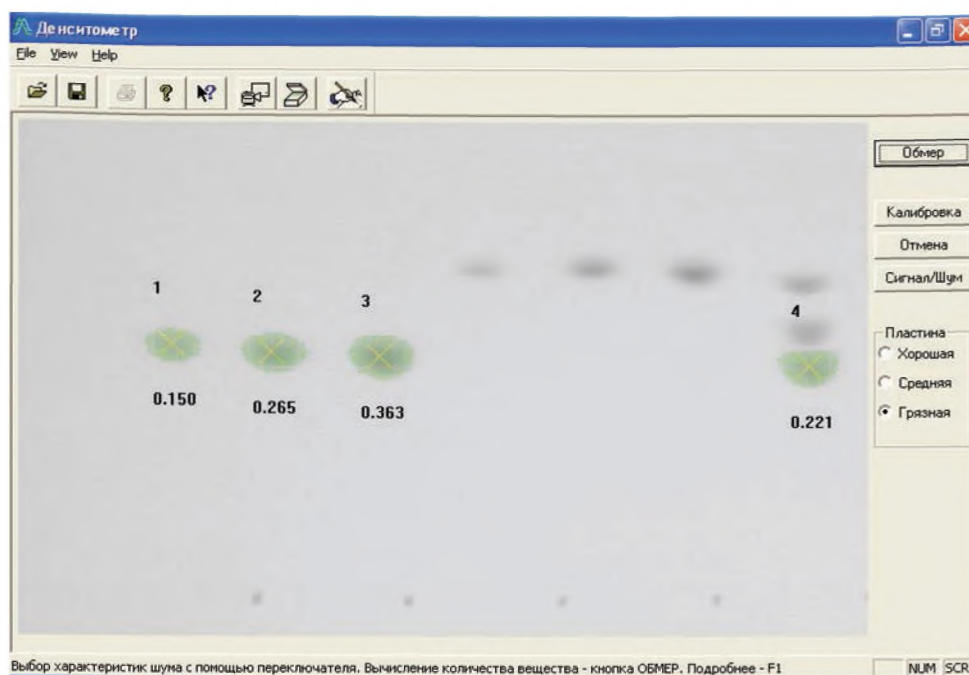 Денситометр
File View Help
Обмер
Калибровка
Отмена
Сигнал/Шум
Пластина
Хорошая
Средняя
Грязная
1
2
3
4
0.150
0.265
0.363
0.221
Выбор характеристик шума с помощью переключателя. Вычисление количества вещества - кнопка ОБМЕР. Подробнее - F1
NUM SCR